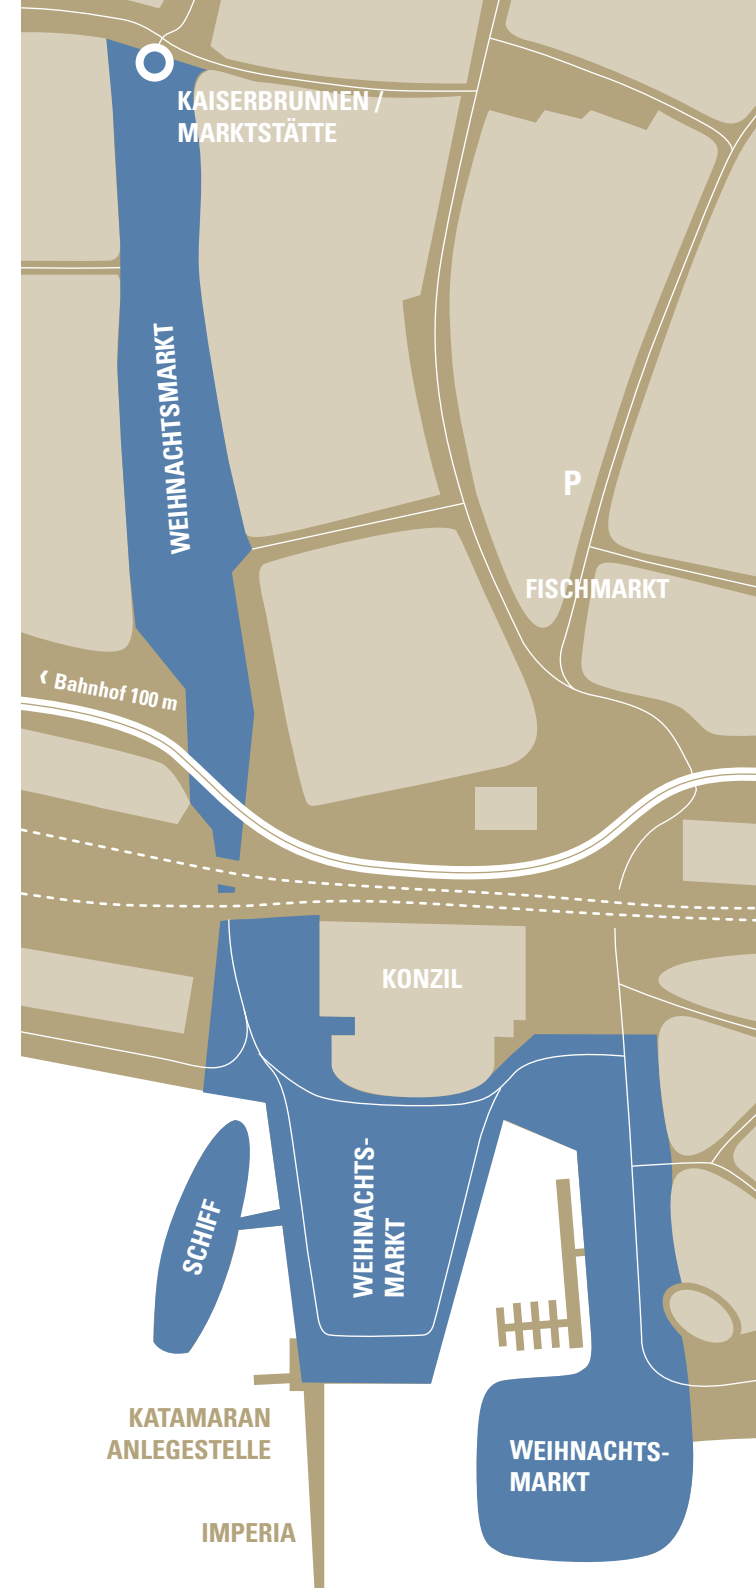 KAISERBRUNNEN /
MARKTSTÄTTE
WEIHNACHTSMARKT
P
FISCHMARKT
‹ Bahnhof 100 m
KONZIL
WEIHNACHTS-
MARKT
SCHIFF
KATAMARAN
ANLEGESTELLE
WEIHNACHTS-
MARKT
IMPERIA